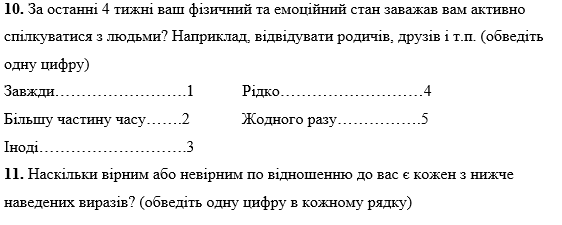 10. За останні 4 тижні ваш фізичний та емоційний стан заважав вам активно
спілкуватися з людьми? Наприклад, відвідувати родичів, друзів і т.п. (обведіть
одну цифру)
Завжди……………………….1 Рідко…………………………4
Більшу частину часу…….2 Жодного разу……………..5
Іноді…………………………3
11. Наскільки вірним або невірним по відношенню до вас є кожен з нижче
наведених виразів? (обведіть одну цифру в кожному рядку)